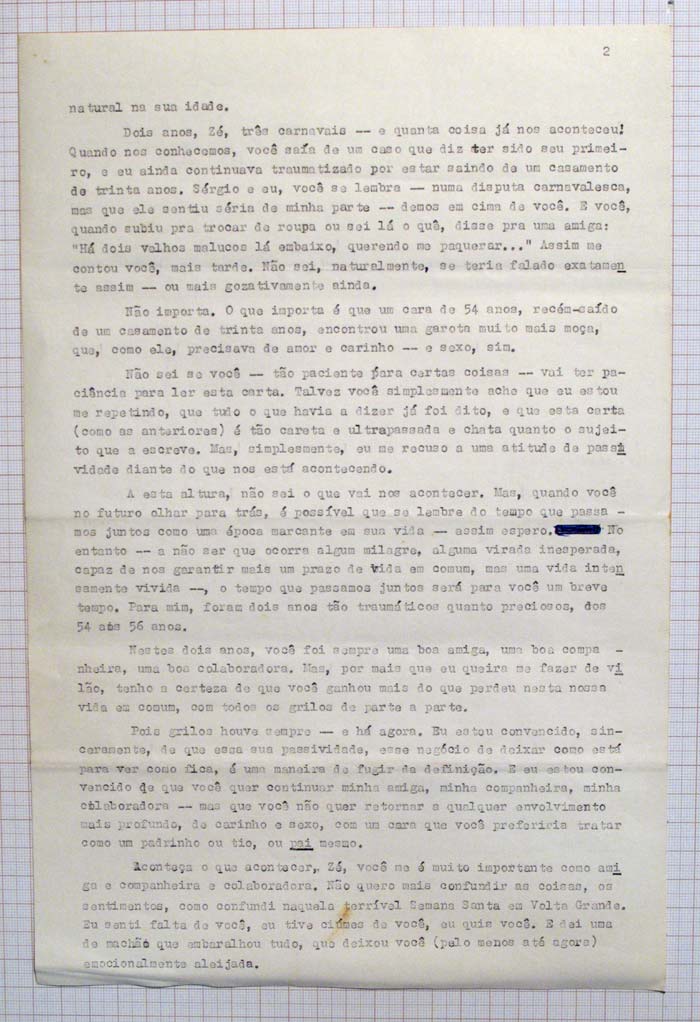 2
natural na sua idade.
Dois anos, Zé, três carnavais -- e quanta coisa já nos aconteceu!
Quando nos conhecemos, você saía de um caso que diz ter sido seu primei-
ro, e eu ainda continuava traumatizado por estar saindo de um casamento
de trinta anos. Sérgio e eu, você se lembra -- numa disputa carnavalesca,
mas que ele sentiu séria de minha parte -- demos em cima de você. E você,
quando subiu pra trocar de roupa ou sei lá o quê, disse pra uma amiga:
"Há dois velhos malucos lá embaixo, querendo me paquerar..." Assim me
contou você, mais tarde. Não sei, naturalmente, se teria falado exatamen
te assim -- ou mais gozativamente ainda.
Não importa. O que importa é que um cara de 54 anos, recém-saído
de um casamento de trinta anos, encontrou uma garota muito mais moça,
que, como ele, precisava de amor e carinho -- e sexo, sim.
Não sei se você -- tão paciente para certas coisas -- vai ter pa-
ciência para ler esta carta. Talvez você simplesmente ache que eu estou
me repetindo, que tudo o que havia a dizer já foi dito, e que esta carta
(como as anteriores) é tão careta e ultrapassada e chata quanto o sujei-
to que a escreve. Mas, simplesmente, eu me recuso a uma atitude de passi
vidade diante do que nos está acontecendo.
A esta altura, não sei o que vai nos acontecer. Mas, quando você
no futuro olhar para trás, é possível que se lembre do tempo que passa -
mos juntos como uma época marcante em sua vida -- assim espero. No
entanto -- a não ser que ocorra algum milagre, alguma virada inesperada,
capaz de nos garantir mais um prazo de vida em comum, mas uma vida inten
samente vivida --, o tempo que passamos juntos será para você um breve
tempo. Para mim, foram dois anos tão traumáticos quanto preciosos, dos
54 aos 56 anos.
Nestes dois anos, você foi sempre uma boa amiga, uma boa compa -
nheira, uma boa colaboradora. Mas, por mais que eu queira me fazer de vi
lão, tenho a certeza de que você ganhou mais do que perdeu nesta nossa
vida em comum, com todos os grilos de parte a parte.
Pois grilos houve sempre -- e há agora. Eu estou convencido, sin-
ceramente, de que essa sua passividade, esse negócio de deixar como está
para ver como fica, é uma maneira de fugir da definição. E eu estou con-
vencido de que você quer continuar minha amiga, minha companheira, minha
colaboradora -- mas que você não quer retornar a qualquer envolvimento
mais profundo, de carinho e sexo, com um cara que você preferiria tratar
como um padrinho ou tio, ou pai mesmo.
Aconteça o que acontecer, Zé, você me é muito importante como ami
ga e companheira e colaboradora. Não quero mais confundir as coisas, os
sentimentos, como confundi naquela terrível Semana Santa em Volta Grande.
Eu senti falta de você, eu tive ciúmes de você, eu quis você. E dei uma
de machão que embaralhou tudo, que deixou você (pelo menos até agora)
emocionalmente aleijada.